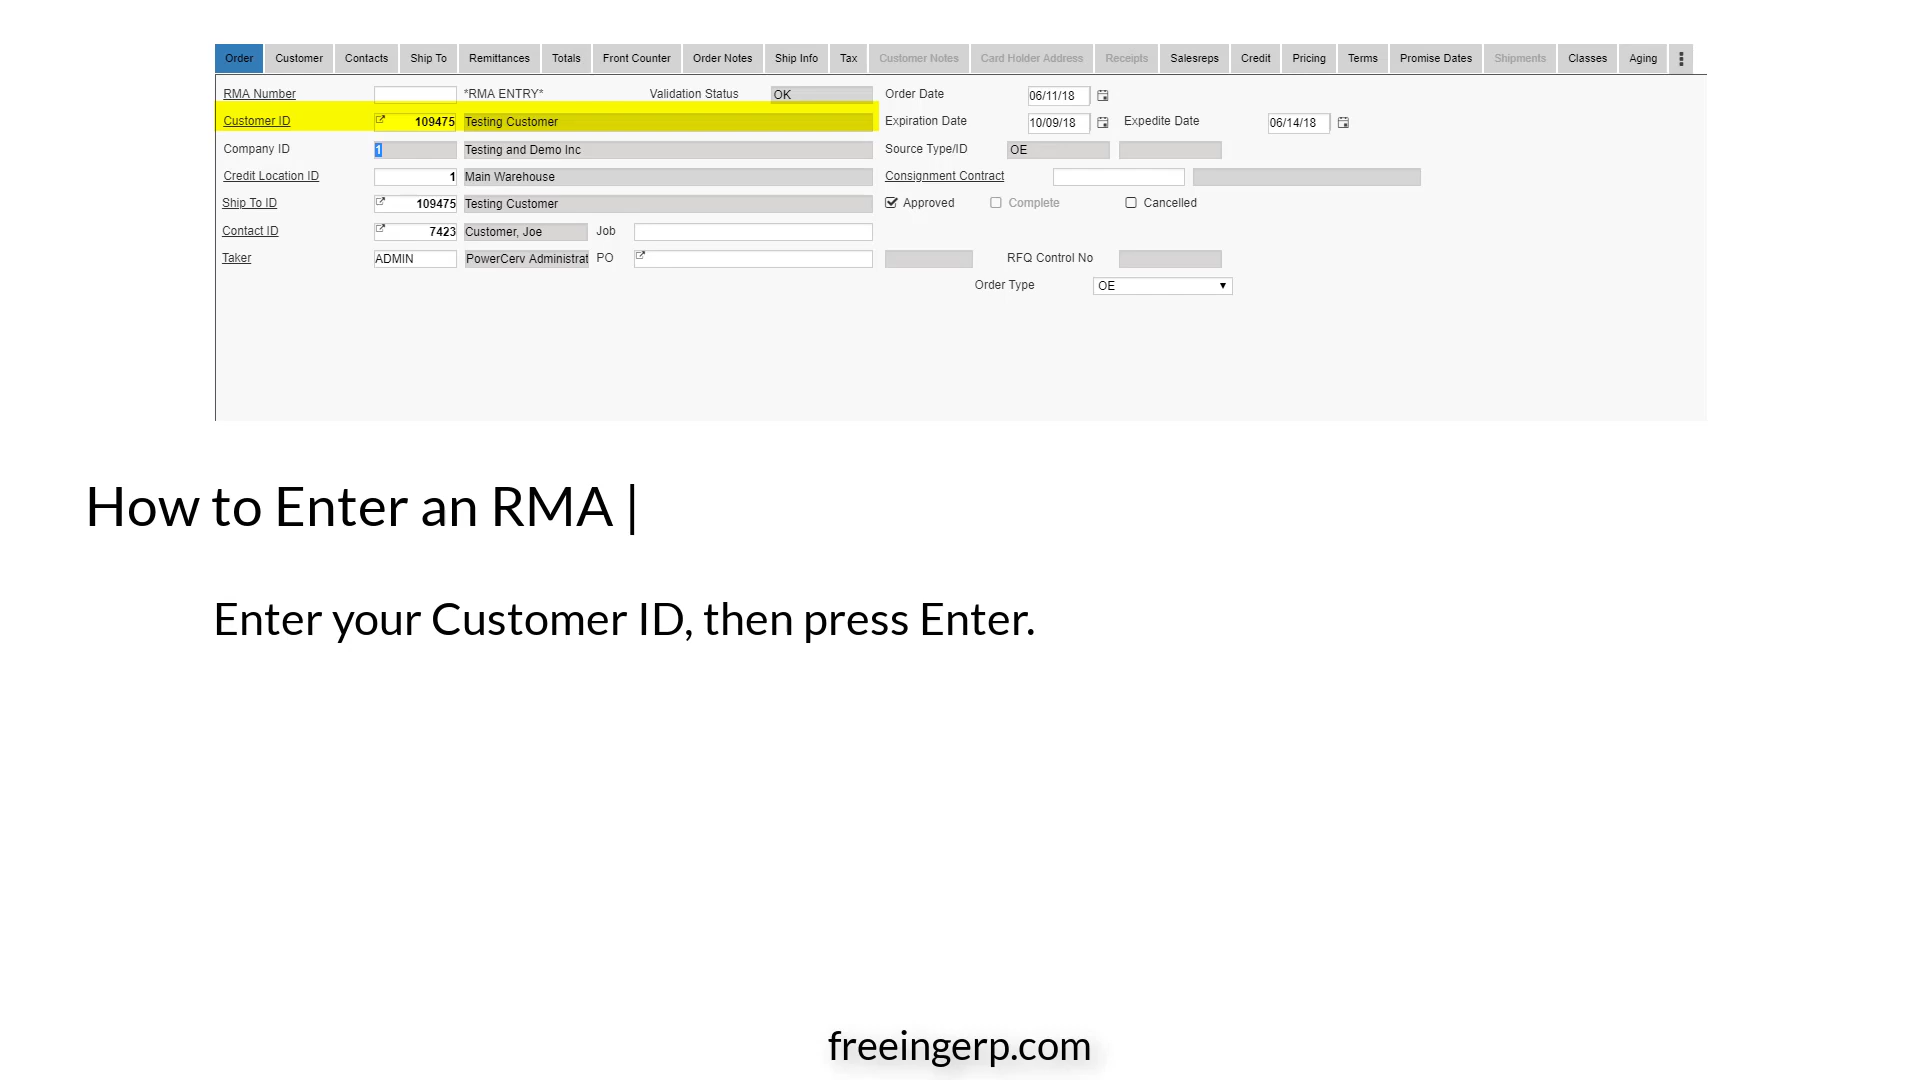 Order Customer Contacts Ship To Remittances Totals Front Counter Order Notes Ship Info Tax Customer Notes Card Holder Address Receipts Salesreps Credit Pricing Terms Promise Dates Shipments Classes Aging
RMA Number *RMA ENTRY* Validation Status OK Order Date 06/11/18
Customer ID 109475 Testing Customer Expiration Date 10/09/18 Expedite Date 06/14/18
Company ID 1 Testing and Demo Inc Source Type/ID OE
Credit Location ID 1 Main Warehouse Consignment Contract
Ship To ID 109475 Testing Customer Approved Complete Cancelled
Contact ID 7423 Customer, Joe Job
Taker ADMIN PowerCerv Administrat PO RFQ Control No
Order Type OE
How to Enter an RMA |
Enter your Customer ID, then press Enter.
freeingerp.com